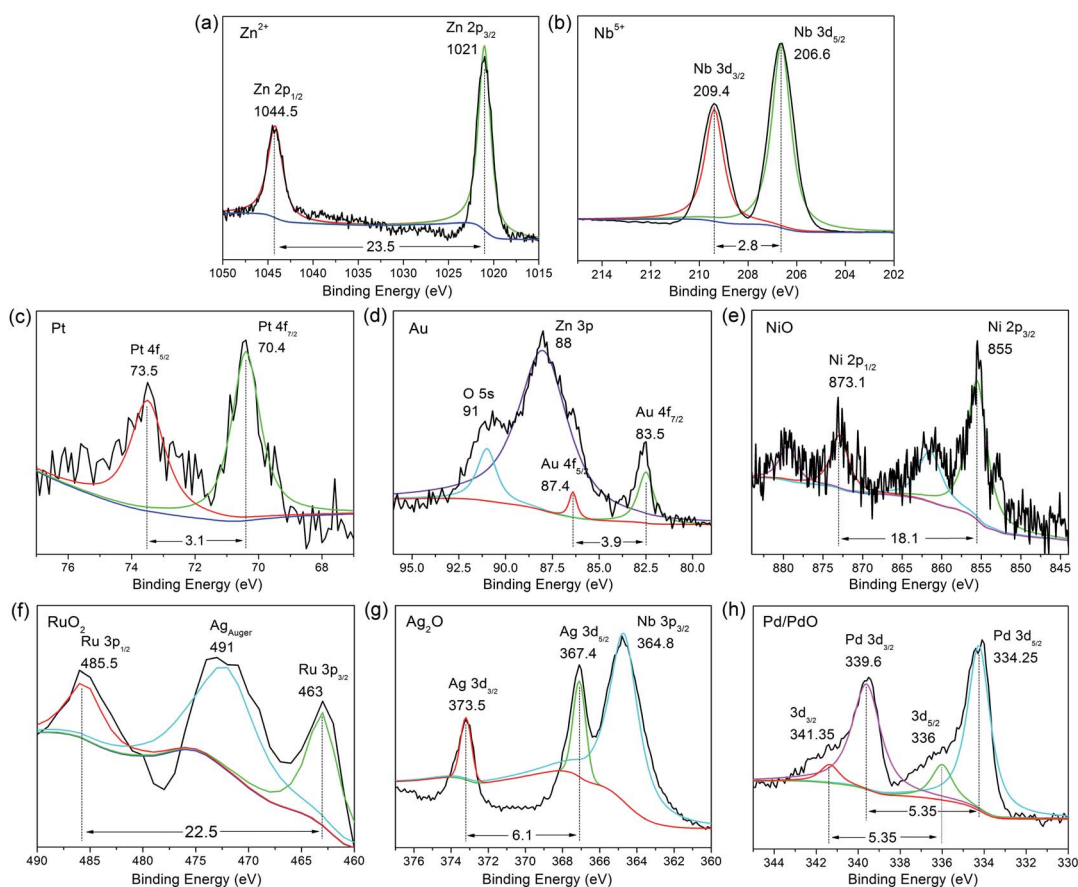 (a)
Zn²⁺
Zn 2p₃/₂
1021
Zn 2p₁/₂
1044.5
23.5
1050 1045 1040 1035 1030 1025 1020 1015
Binding Energy (eV)
(b)
Nb⁵⁺
Nb 3d₅/₂
206.6
Nb 3d₃/₂
209.4
2.8
214 212 210 208 206 204 202
Binding Energy (eV)
(c)
Pt
Pt 4f₇/₂
70.4
Pt 4f₅/₂
73.5
3.1
76 74 72 70 68
Binding Energy (eV)
(d)
Au
Zn 3p
88
O 5s
91
Au 4f₇/₂
83.5
Au 4f₅/₂
87.4
3.9
95.0 92.5 90.0 87.5 85.0 82.5 80.0
Binding Energy (eV)
(e)
NiO
Ni 2p₃/₂
855
Ni 2p₁/₂
873.1
18.1
880 875 870 865 860 855 850 845
Binding Energy (eV)
(f)
RuO₂
Ru 3p₁/₂
485.5
Ag_Auger
491
Ru 3p₃/₂
463
22.5
490 485 480 475 470 465 460
Binding Energy (eV)
(g)
Ag₂O
Nb 3p₃/₂
364.8
Ag 3d₅/₂
367.4
Ag 3d₃/₂
373.5
6.1
376 374 372 370 368 366 364 362 360
Binding Energy (eV)
(h)
Pd/PdO
Pd 3d₃/₂
339.6
Pd 3d₅/₂
334.25
3d₃/₂
341.35
3d₅/₂
336
5.35
5.35
344 342 340 338 336 334 332 330
Binding Energy (eV)